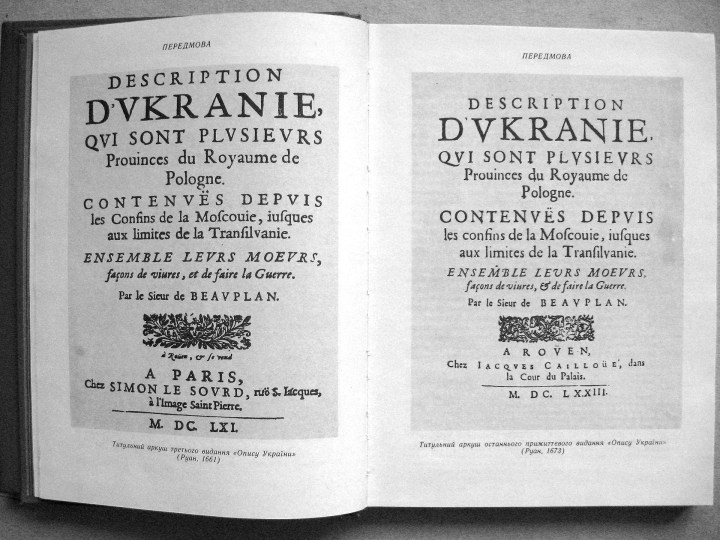 ПЕРЕДМОВА
DESCRIPTION
D'VKRANIE,
QVI SONT PLVSIEVRS
Prouinces du Royaume de
Pologne.
CONTENVËS DEPVIS
les Confins de la Moſcouie, iuſques
aux limites de la Tranſilvanie.
ENSEMBLE LEVRS MOEVRS,
façons de viures, et de faire la Guerre.
Par le Sieur de BEAVPLAN.
à Roüen, & ſe vend
A PARIS,
Chez SIMON LE SOVRD, ruë S. Iacques,
à l'Image Saint Pierre.
M. DC. LXI.
Титульний аркуш третього видання «Опису України»
(Руан, 1661)
ПЕРЕДМОВА
DESCRIPTION
D'VKRANIE,
QVI SONT PLVSIEVRS
Prouinces du Royaume de
Pologne.
CONTENVËS DEPVIS
les confins de la Moſcouie, iuſques
aux limites de la Tranſilvanie.
ENSEMBLE LEVRS MOEVRS,
façons de viures, & de faire la Guerre.
Par le Sieur de BEAVPLAN.
A ROÜEN,
Chez IACQVES CAILLOÜE', dans
la Cour du Palais.
M. DC. LXXIII.
Титульний аркуш останнього прижиттєвого видання «Опису України»
(Руан, 1673)